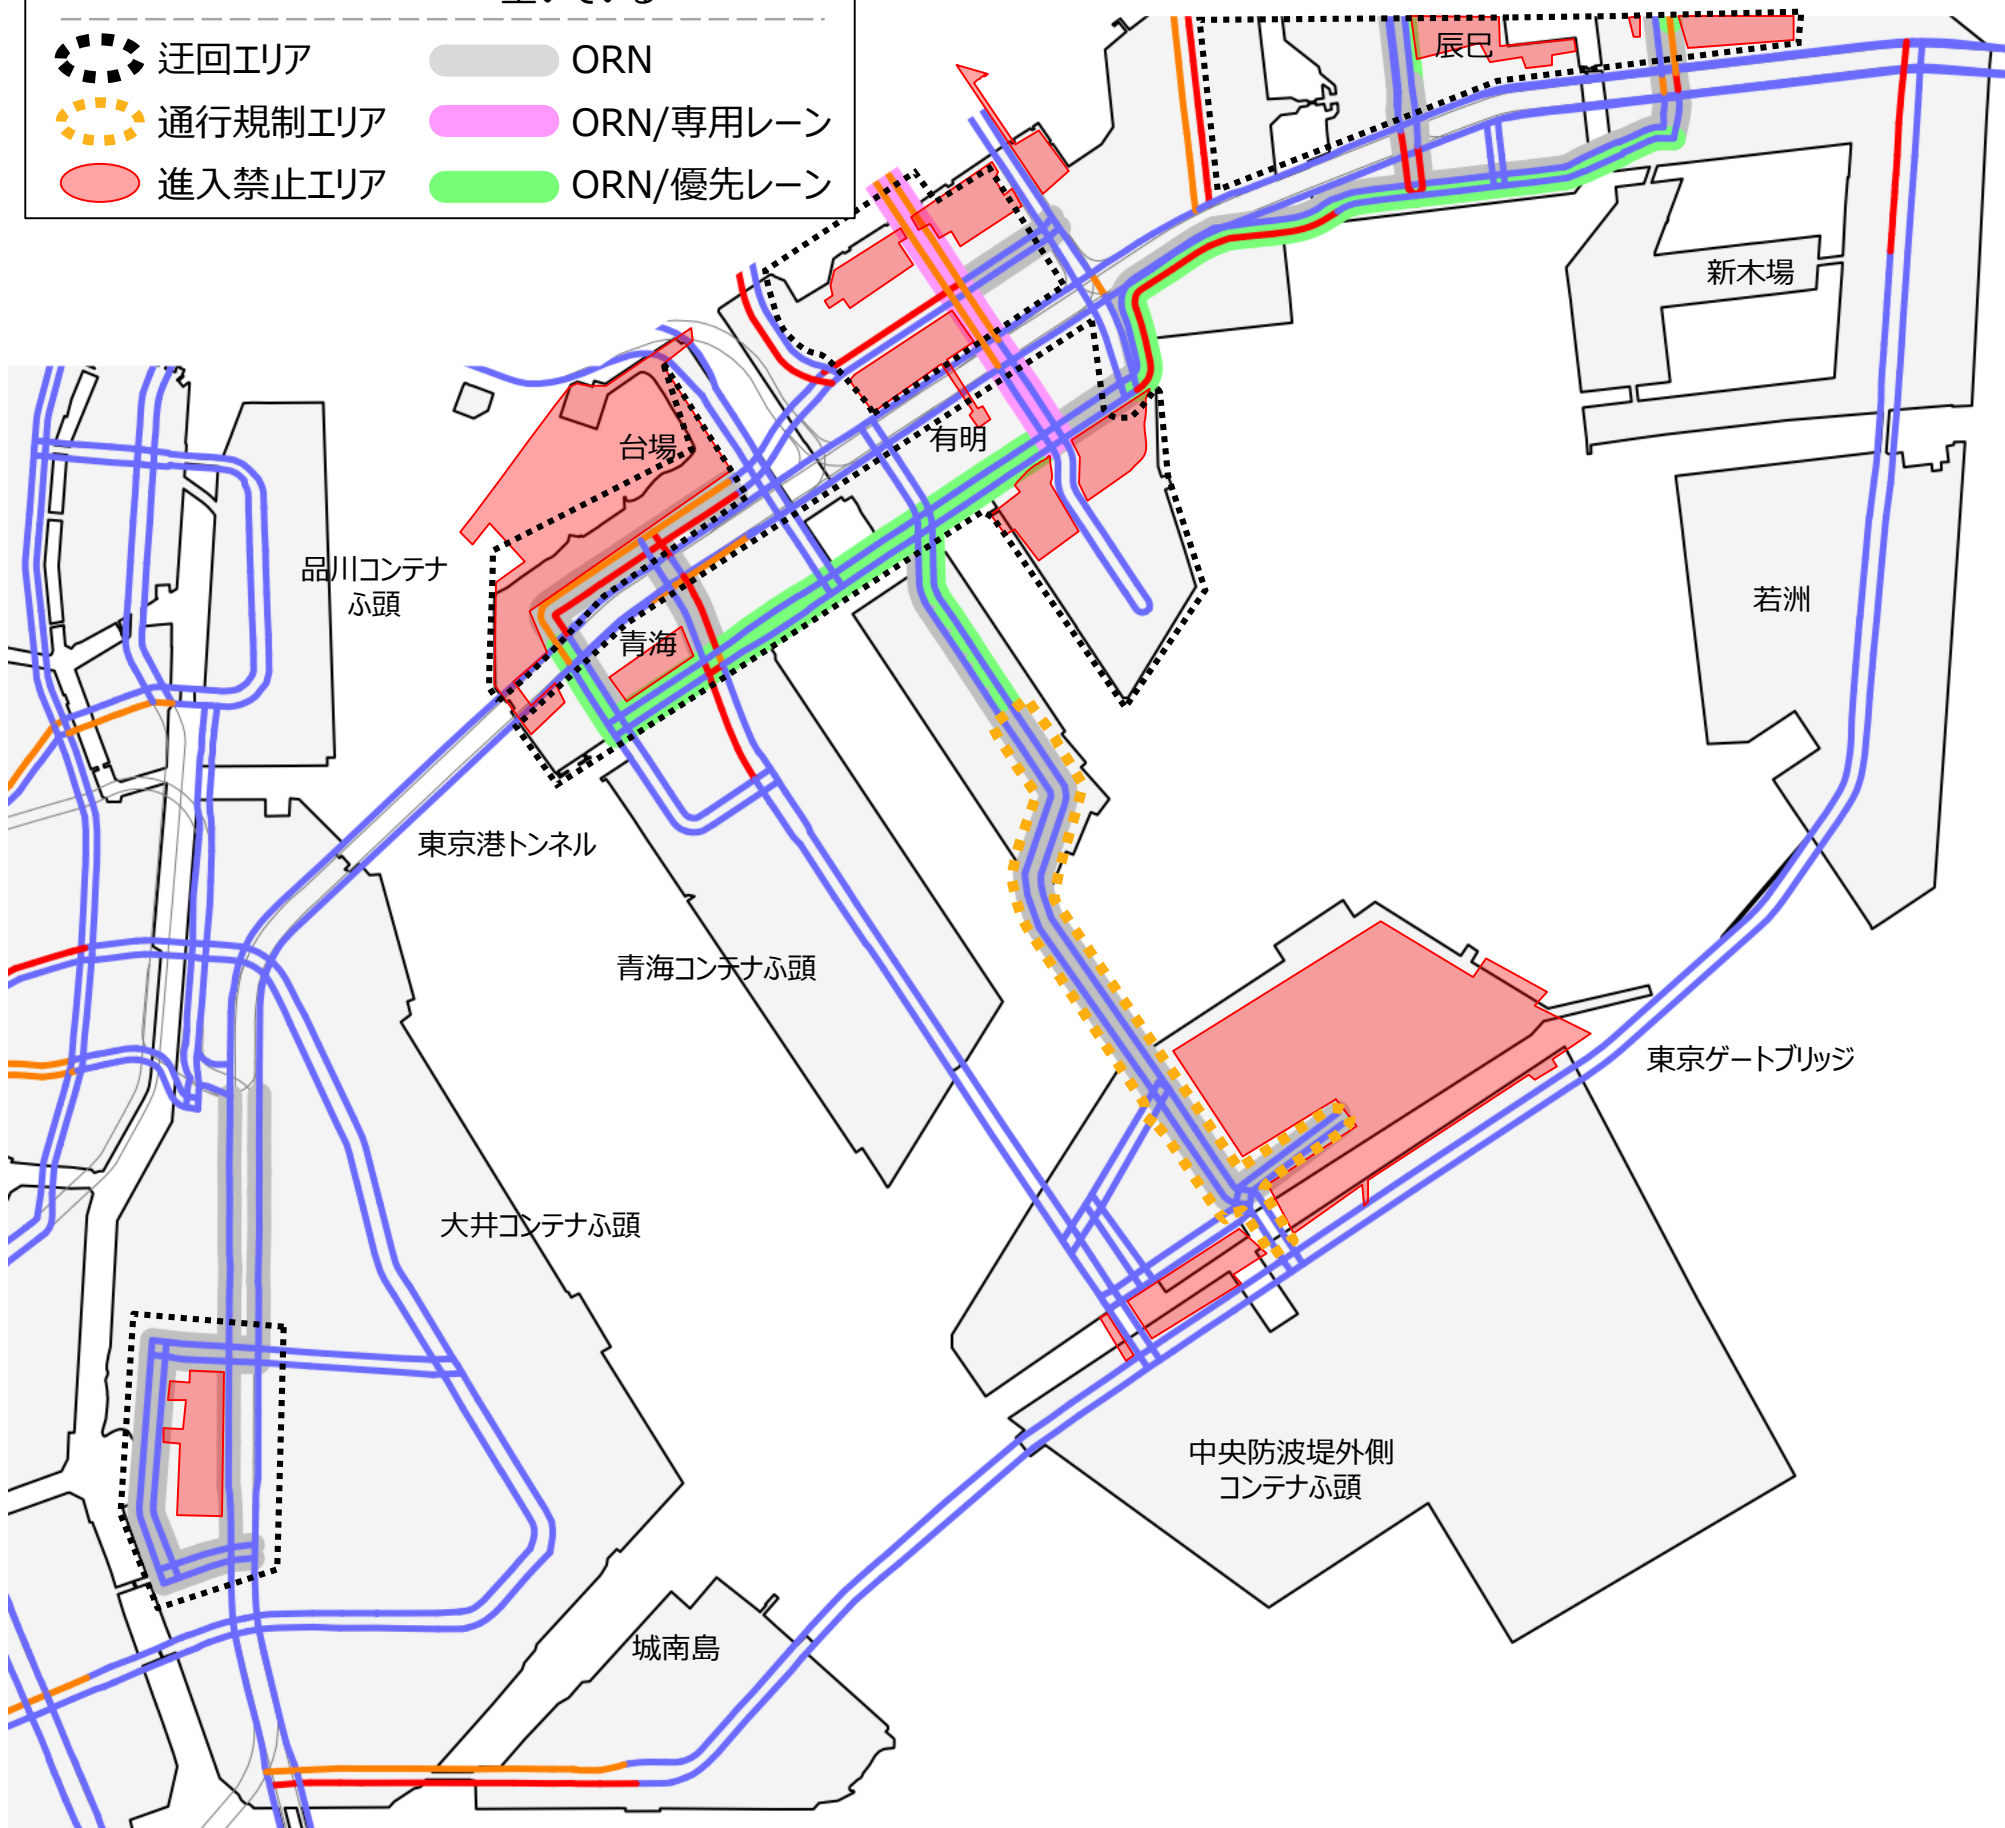 空いている
迂回エリア
ORN
通行規制エリア
ORN/専用レーン
進入禁止エリア
ORN/優先レーン
辰巳
新木場
有明
台場
品川コンテナ
ふ頭
青海
若洲
東京港トンネル
青海コンテナふ頭
東京ゲートブリッジ
大井コンテナふ頭
中央防波堤外側
コンテナふ頭
城南島